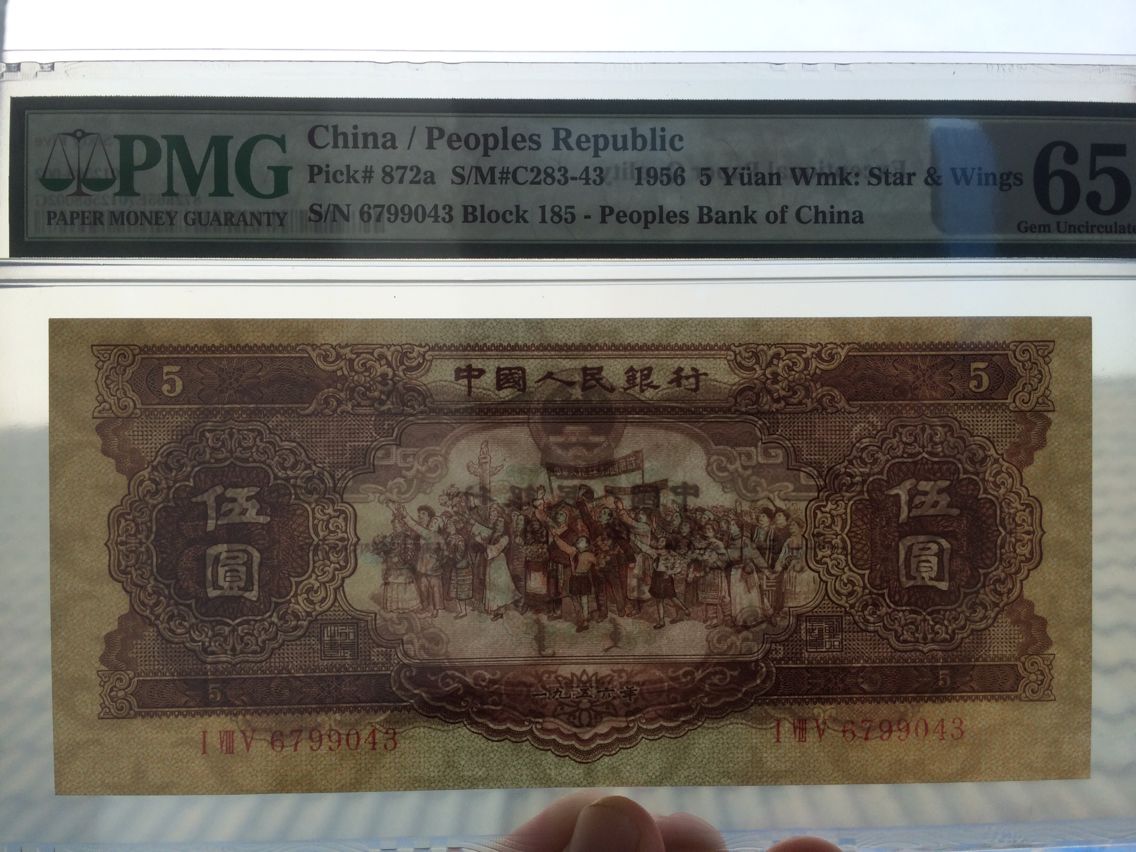 PMG
PAPER MONEY GUARANTY
China / Peoples Republic
Pick# 872a S/M#C283-43 1956 5 Yüan Wmk: Star & Wings
S/N 6799043 Block 185 - Peoples Bank of China
65
Gem Uncirculate
5
中國人民銀行
5
伍圓
伍圓
5
一九五六年
5
I VIII V 6799043
I VIII V 6799043